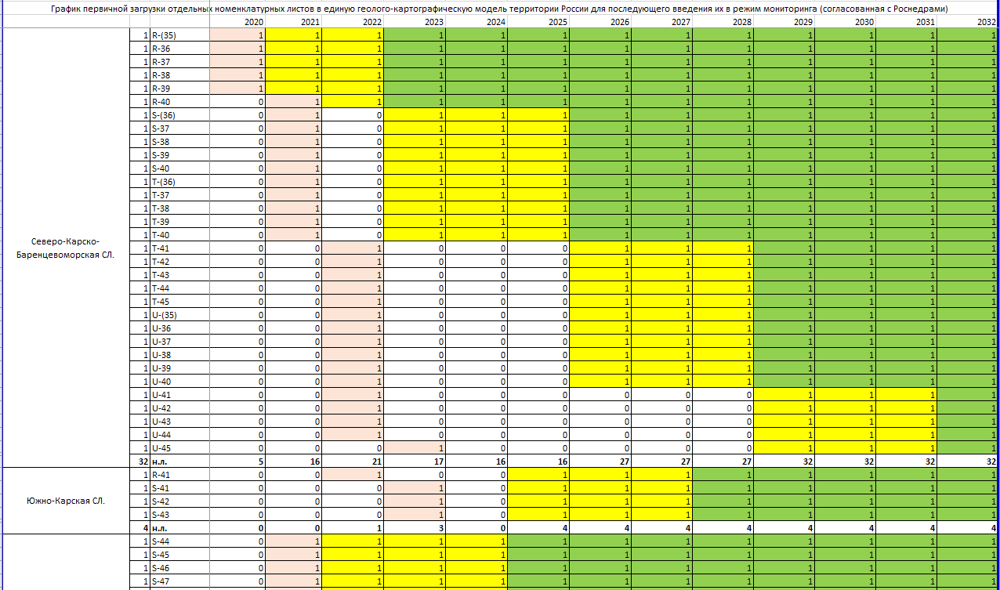 График первичной загрузки отдельных номенклатурных листов в единую геолого-картографическую модель территории России для последующего введения их в режим мониторинга (согласованная с Роснедрами)
2020 2021 2022 2023 2024 2025 2026 2027 2028 2029 2030 2031 2032
1 R-(35) 1 1 1 1 1 1 1 1 1 1 1 1 1
1 R-36 1 1 1 1 1 1 1 1 1 1 1 1 1
1 R-37 1 1 1 1 1 1 1 1 1 1 1 1 1
1 R-38 1 1 1 1 1 1 1 1 1 1 1 1 1
1 R-39 1 1 1 1 1 1 1 1 1 1 1 1 1
1 R-40 0 1 1 1 1 1 1 1 1 1 1 1 1
1 S-(36) 0 1 0 1 1 1 1 1 1 1 1 1 1
1 S-37 0 1 0 1 1 1 1 1 1 1 1 1 1
1 S-38 0 1 0 1 1 1 1 1 1 1 1 1 1
1 S-39 0 1 0 1 1 1 1 1 1 1 1 1 1
1 S-40 0 1 0 1 1 1 1 1 1 1 1 1 1
1 T-(36) 0 1 0 1 1 1 1 1 1 1 1 1 1
1 T-37 0 1 0 1 1 1 1 1 1 1 1 1 1
1 T-38 0 1 0 1 1 1 1 1 1 1 1 1 1
1 T-39 0 1 0 1 1 1 1 1 1 1 1 1 1
1 T-40 0 1 0 1 1 1 1 1 1 1 1 1 1
Северо-Карско-
Баренцевоморская СЛ.
1 T-41 0 0 1 0 0 0 1 1 1 1 1 1 1
1 T-42 0 0 1 0 0 0 1 1 1 1 1 1 1
1 T-43 0 0 1 0 0 0 1 1 1 1 1 1 1
1 T-44 0 0 1 0 0 0 1 1 1 1 1 1 1
1 T-45 0 0 1 0 0 0 1 1 1 1 1 1 1
1 U-(35) 0 0 1 0 0 0 1 1 1 1 1 1 1
1 U-36 0 0 1 0 0 0 1 1 1 1 1 1 1
1 U-37 0 0 1 0 0 0 1 1 1 1 1 1 1
1 U-38 0 0 1 0 0 0 1 1 1 1 1 1 1
1 U-39 0 0 1 0 0 0 1 1 1 1 1 1 1
1 U-40 0 0 1 0 0 0 1 1 1 1 1 1 1
1 U-41 0 0 1 0 0 0 0 0 0 1 1 1 1
1 U-42 0 0 1 0 0 0 0 0 0 1 1 1 1
1 U-43 0 0 1 0 0 0 0 0 0 1 1 1 1
1 U-44 0 0 1 0 0 0 0 0 0 1 1 1 1
1 U-45 0 0 0 1 0 0 0 0 0 1 1 1 1
32 н.л. 5 16 21 17 16 16 27 27 27 32 32 32 32
1 R-41 0 0 1 0 0 1 1 1 1 1 1 1 1
1 S-41 0 0 0 1 0 1 1 1 1 1 1 1 1
Южно-Карская СЛ.
1 S-42 0 0 0 1 0 1 1 1 1 1 1 1 1
1 S-43 0 0 0 1 0 1 1 1 1 1 1 1 1
4 н.л. 0 0 1 3 0 4 4 4 4 4 4 4 4
1 S-44 0 1 1 1 1 1 1 1 1 1 1 1 1
1 S-45 0 1 1 1 1 1 1 1 1 1 1 1 1
1 S-46 0 1 1 1 1 1 1 1 1 1 1 1 1
1 S-47 0 1 1 1 1 1 1 1 1 1 1 1 1